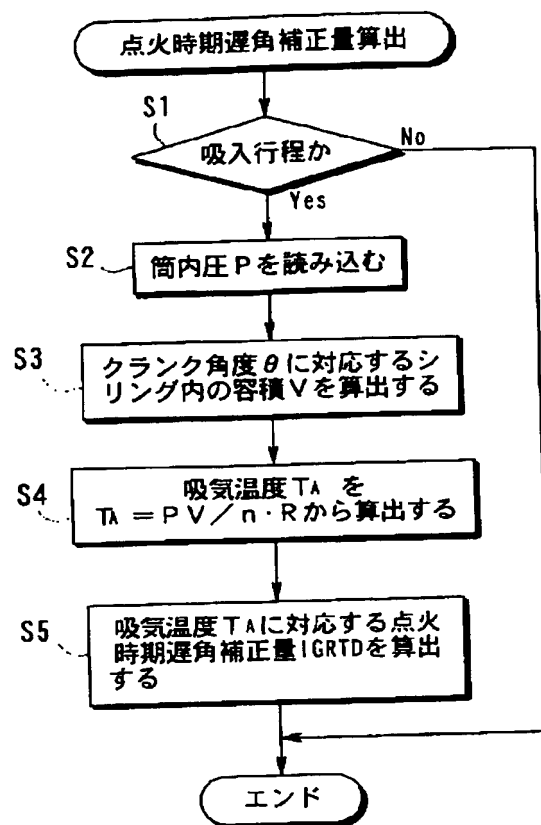 点火時期遅角補正量算出
S1
吸入行程か
No
Yes
S2
筒内圧Pを読み込む
S3
クランク角度θに対応するシ
リング内の容積Vを算出する
S4
吸気温度TAを
TA=PV/n·Rから算出する
S5
吸気温度TAに対応する点火
時期遅角補正量IGRTDを算出
する
エンド